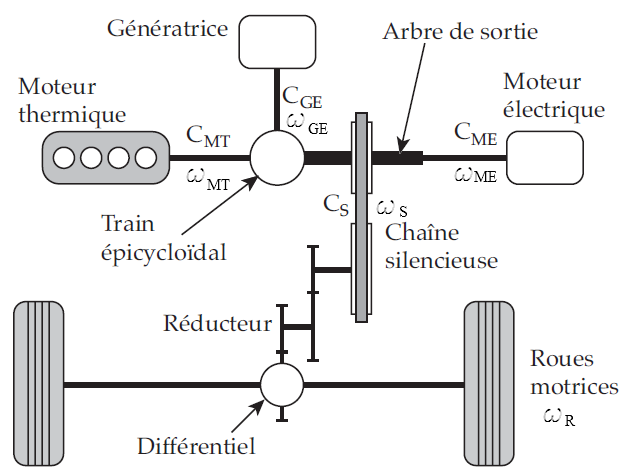 Génératrice
Arbre de sortie
Moteur
thermique
Moteur
électrique
C_GE
ω_GE
C_MT
ω_MT
C_ME
ω_ME
C_S
ω_S
Train
épicycloïdal
Chaîne
silencieuse
Réducteur
Roues
motrices
ω_R
Différentiel